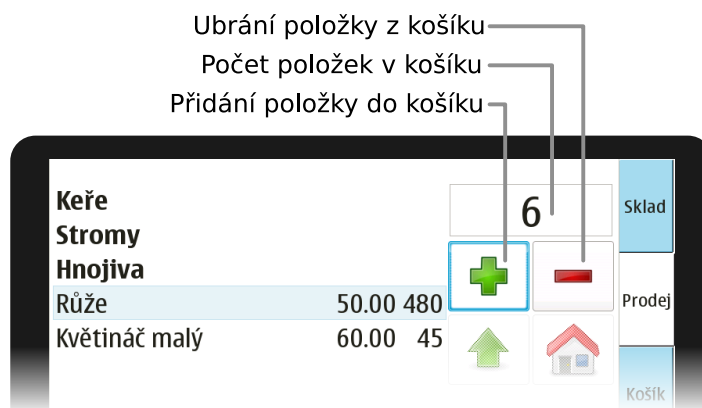 Ubrání položky z košíku
Počet položek v košíku
Přidání položky do košíku
Keře
Stromy
Hnojiva
Růže 50.00 480
Květináč malý 60.00 45
6
Sklad
Prodej
Košík